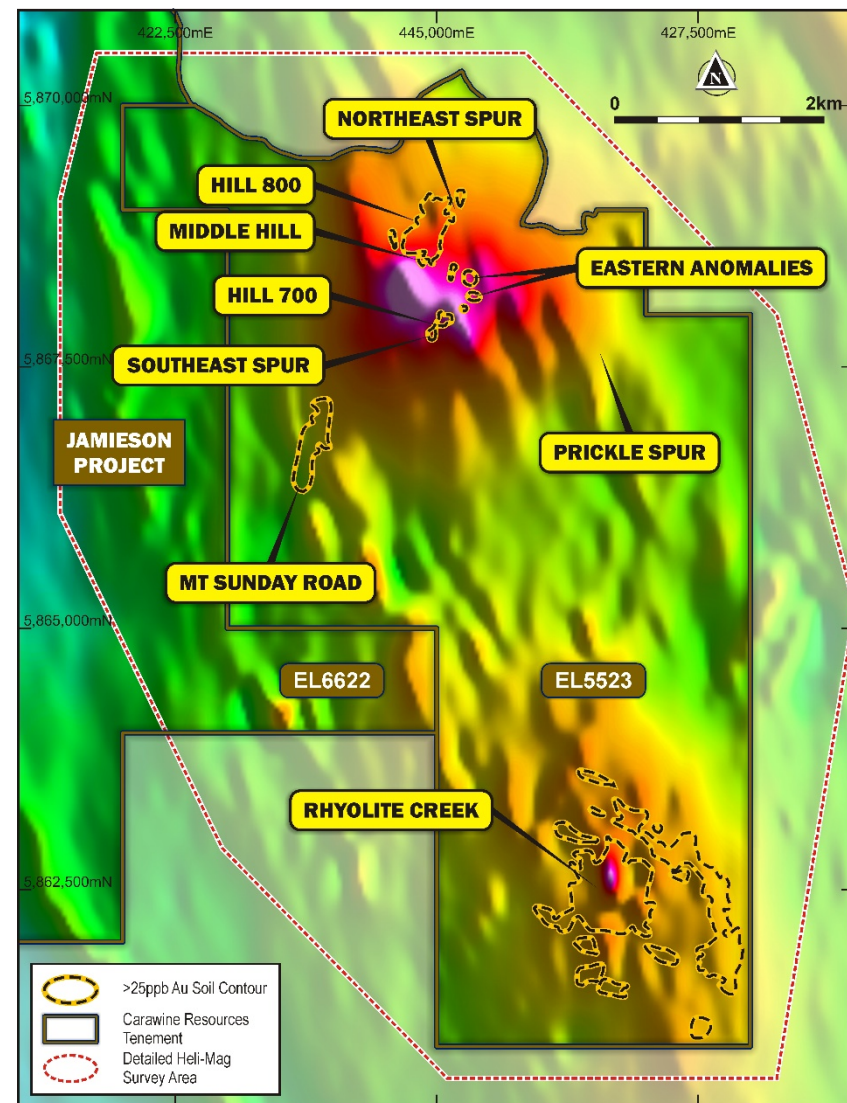 422,500mE
445,000mE
427,500mE
N
5,870,000mN
0
2km
NORTHEAST SPUR
HILL 800
MIDDLE HILL
EASTERN ANOMALIES
HILL 700
SOUTHEAST SPUR
5,867,500mN
JAMIESON
PROJECT
PRICKLE SPUR
MT SUNDAY ROAD
5,865,000mN
EL6622
EL5523
RHYOLITE CREEK
5,862,500mN
>25ppb Au Soil Contour
Carawine Resources
Tenement
Detailed Heli-Mag
Survey Area